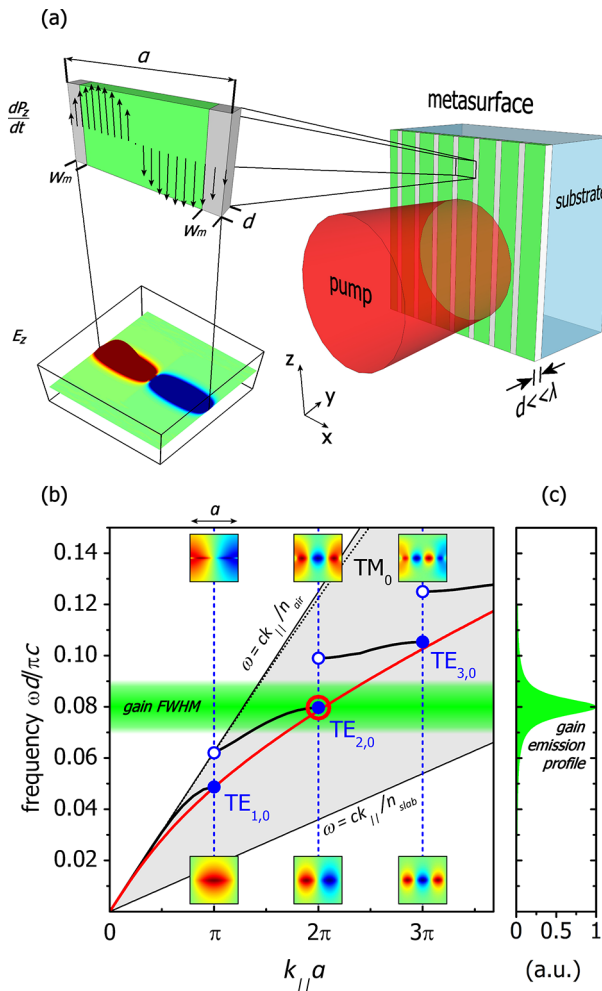 (a)
a
dPz
dt
metasurface
substrate
wm
wm
d
pump
Ez
z
y
x
d<<λ
(b)
(c)
a
0.14
0.12
0.10
0.08
0.06
0.04
0.02
frequency ωd/πc
TM0
ω = ck||/nair
TE3,0
gain FWHM
TE2,0
TE1,0
ω = ck||/nslab
gain
emission
profile
0
π
2π
3π
k||a
0
0.5
1
(a.u.)